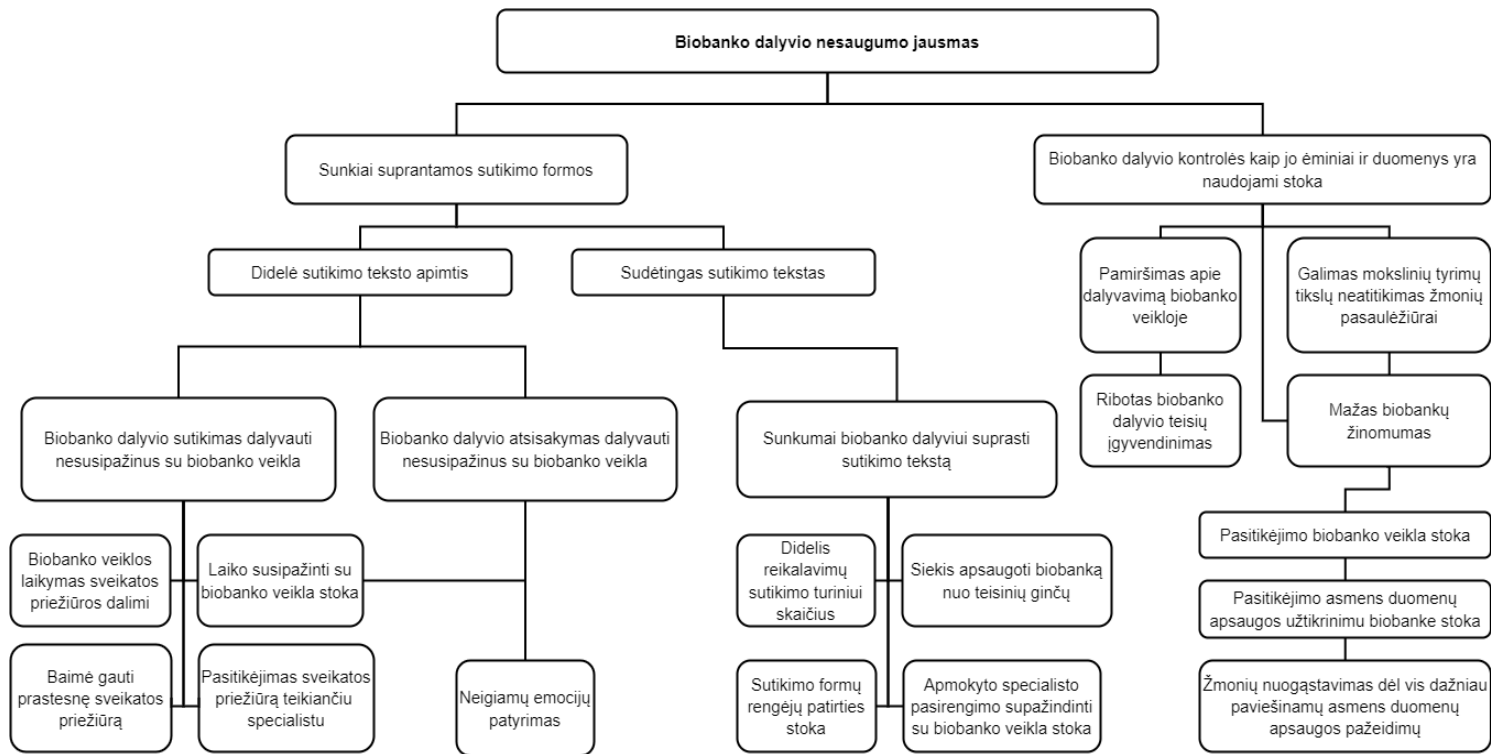 Biobanko dalyvio nesaugumo jausmas
Sunkiai suprantamos sutikimo formos
Biobanko dalyvio kontrolės kaip jo ėminiai ir duomenys yra
naudojami stoka
Didelė sutikimo teksto apimtis
Sudėtingas sutikimo tekstas
Pamiršimas apie
dalyvavimą biobanko
veikloje
Galimas mokslinių tyrimų
tikslų neatitikimas žmonių
pasaulėžiūrai
Biobanko dalyvio sutikimas dalyvauti
nesusipažinus su biobanko veikla
Biobanko dalyvio atsisakymas dalyvauti
nesusipažinus su biobanko veikla
Sunkumai biobanko dalyviui suprasti
sutikimo tekstą
Ribotas biobanko
dalyvio teisių
įgyvendinimas
Mažas biobankų
žinomumas
Biobanko veiklos
laikymas sveikatos
priežiūros dalimi
Laiko susipažinti su
biobanko veikla stoka
Didelis
reikalavimų
sutikimo turiniui
skaičius
Siekis apsaugoti biobanką
nuo teisinių ginčų
Pasitikėjimo biobanko veikla stoka
Pasitikėjimo asmens duomenų
apsaugos užtikrinimu biobanke stoka
Baimė gauti
prastesnę sveikatos
priežiūrą
Pasitikėjimas sveikatos
priežiūrą teikiančiu
specialistu
Neigiamų emocijų
patyrimas
Sutikimo formų
rengėjų patirties
stoka
Apmokyto specialisto
pasirengimo supažindinti
su biobanko veikla stoka
Žmonių nuogąstavimas dėl vis dažniau
paviešinamų asmens duomenų
apsaugos pažeidimų